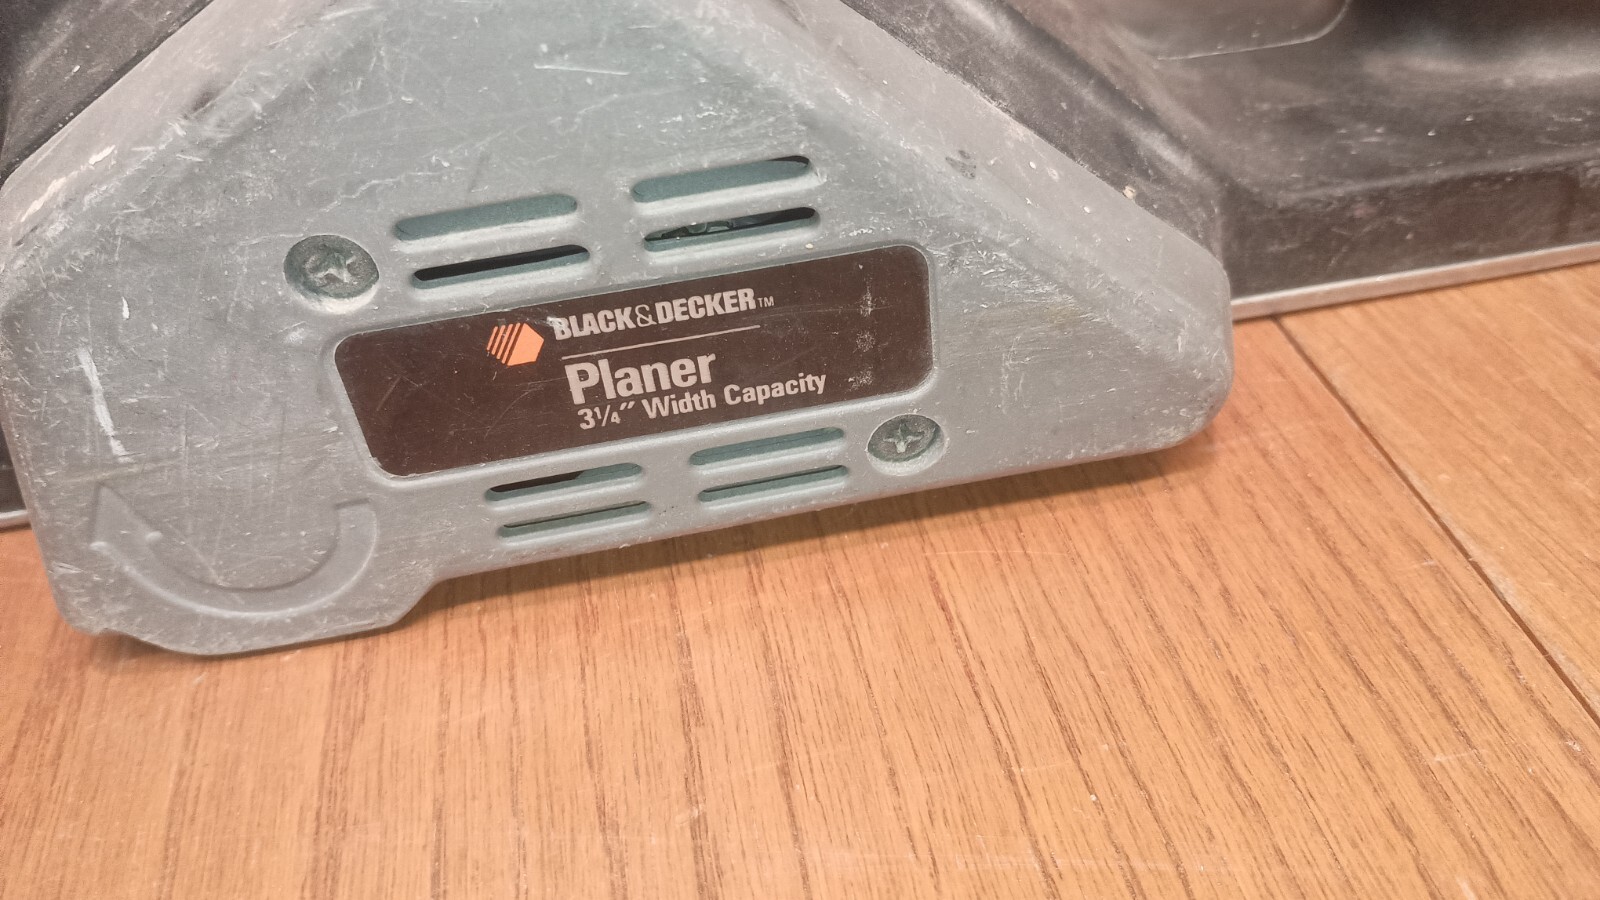 BLACK&DECKER™
Planer
3¼" Width Capacity